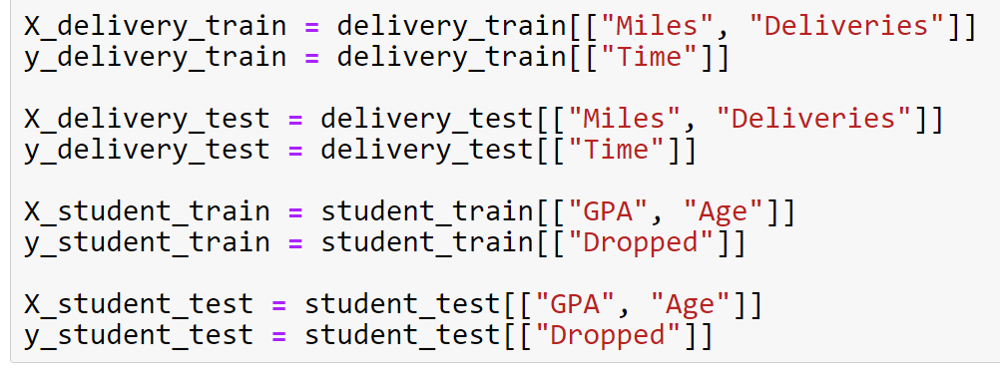 X_delivery_train = delivery_train[["Miles", "Deliveries"]]
y_delivery_train = delivery_train[["Time"]]
X_delivery_test = delivery_test[["Miles", "Deliveries"]]
y_delivery_test = delivery_test[["Time"]]
X_student_train = student_train[["GPA", "Age"]]
y_student_train = student_train[["Dropped"]]
X_student_test = student_test[["GPA", "Age"]]
y_student_test = student_test[["Dropped"]]